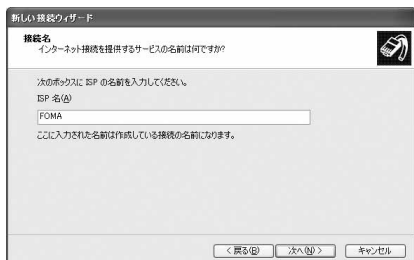 新しい接続ウィザード
接続名
インターネット接続を提供するサービスの名前は何ですか?
次のボックスに ISP の名前を入力してください。
ISP 名(A)
FOMA
ここに入力された名前は作成している接続の名前になります。
< 戻る(B) 次へ(N) > キャンセル